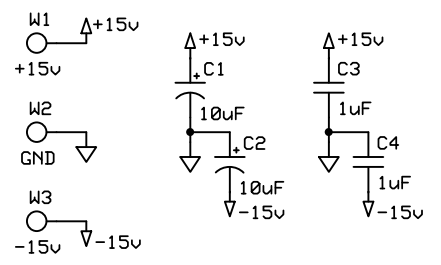 W1
+15v
+15v
W2
GND
W3
-15v
-15v
+15v
+ C1
10uF
+ C2
10uF
-15v
+15v
C3
1uF
C4
1uF
-15v